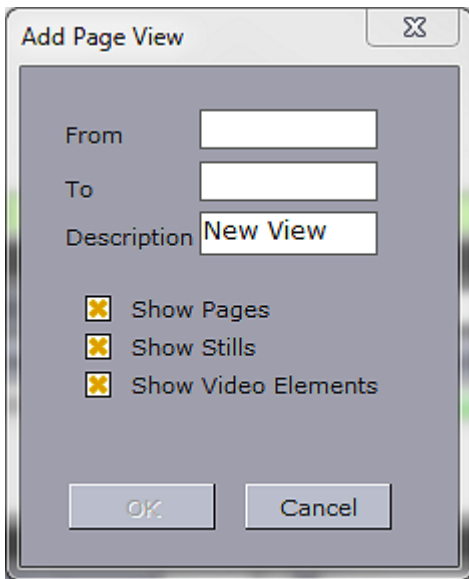 Add Page View
From
To
Description New View
Show Pages
Show Stills
Show Video Elements
OK Cancel